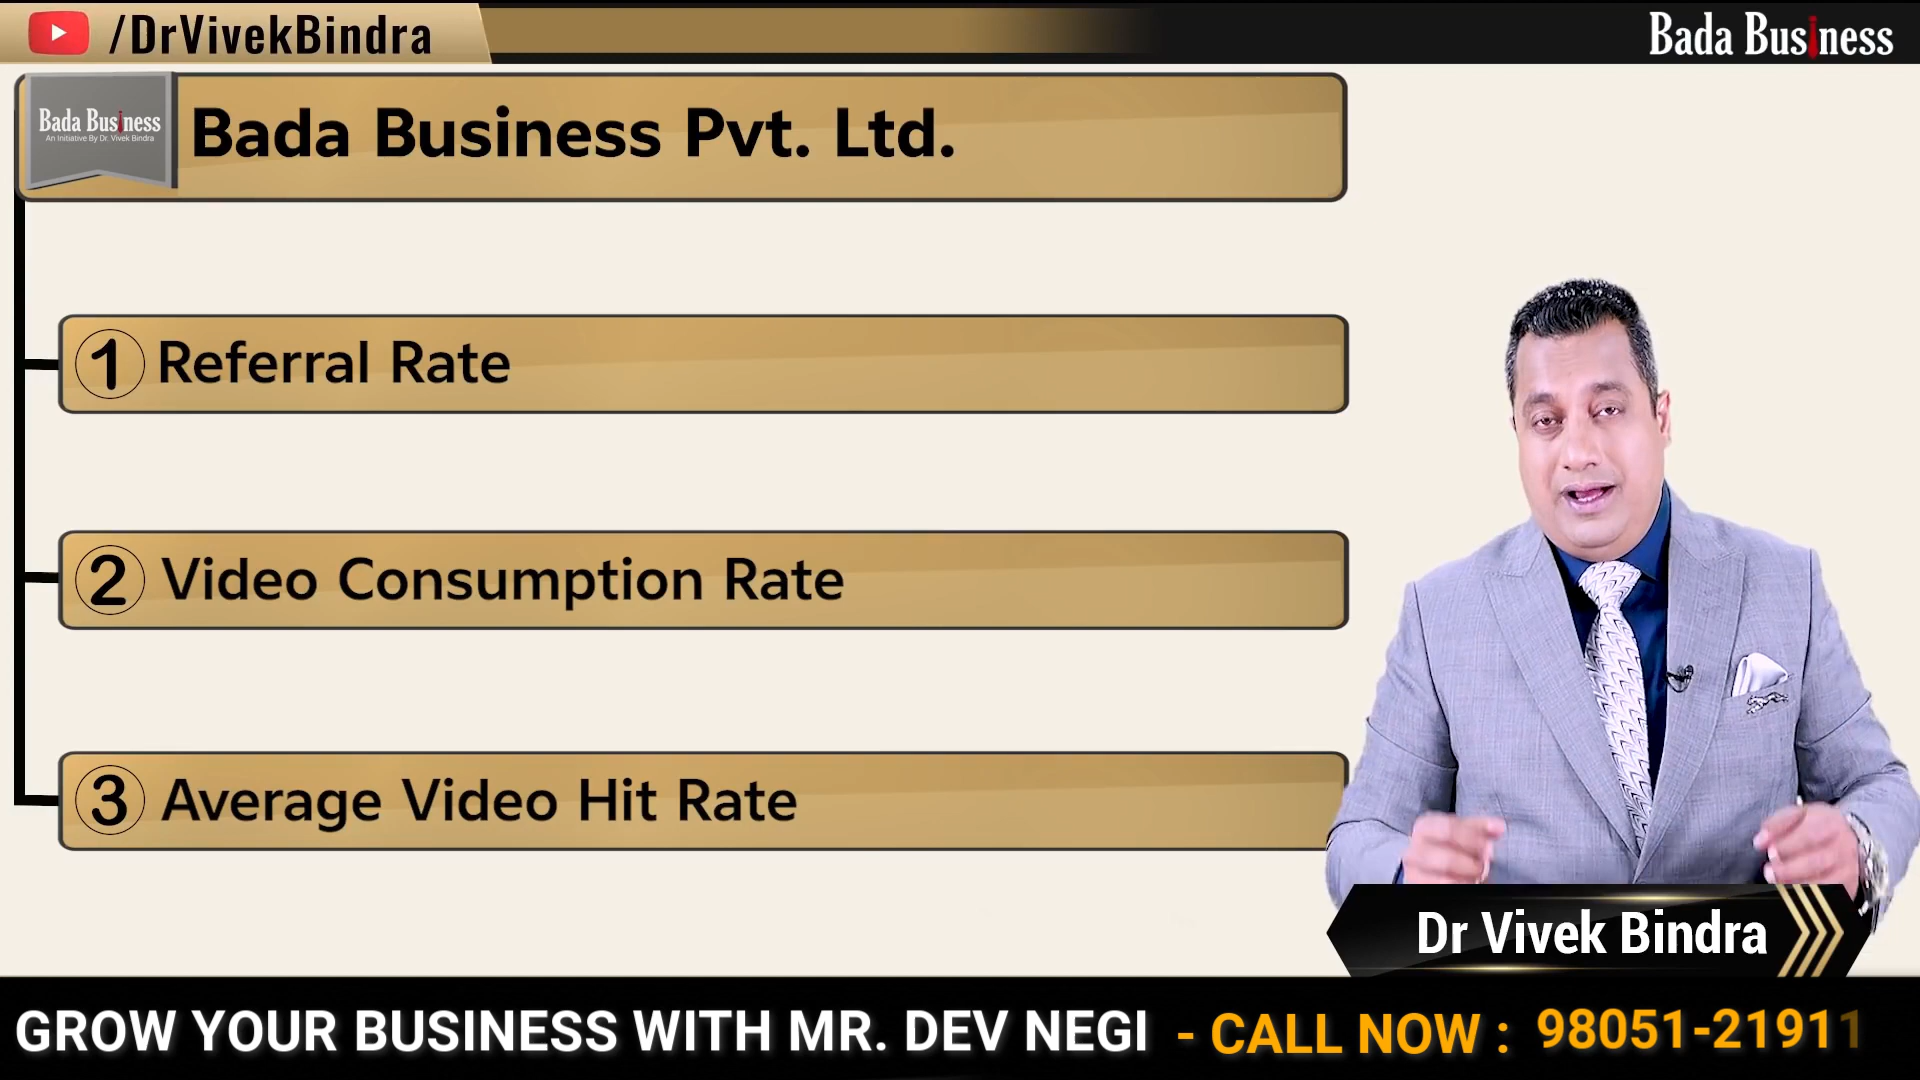 /DrVivekBindra
Bada Business
Bada Business
An Initiative By Dr. Vivek Bindra
Bada Business Pvt. Ltd.
1 Referral Rate
2 Video Consumption Rate
3 Average Video Hit Rate
Dr Vivek Bindra
GROW YOUR BUSINESS WITH MR. DEV NEGI - CALL NOW : 98051-21911